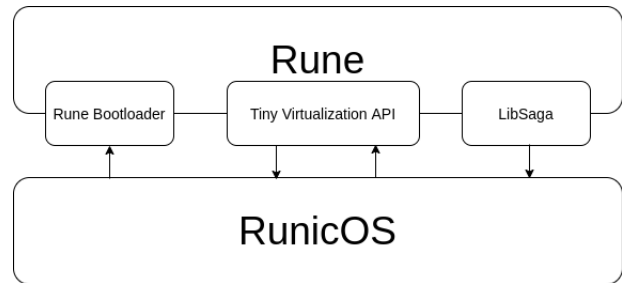 Rune
Rune Bootloader
Tiny Virtualization API
LibSaga
RunicOS